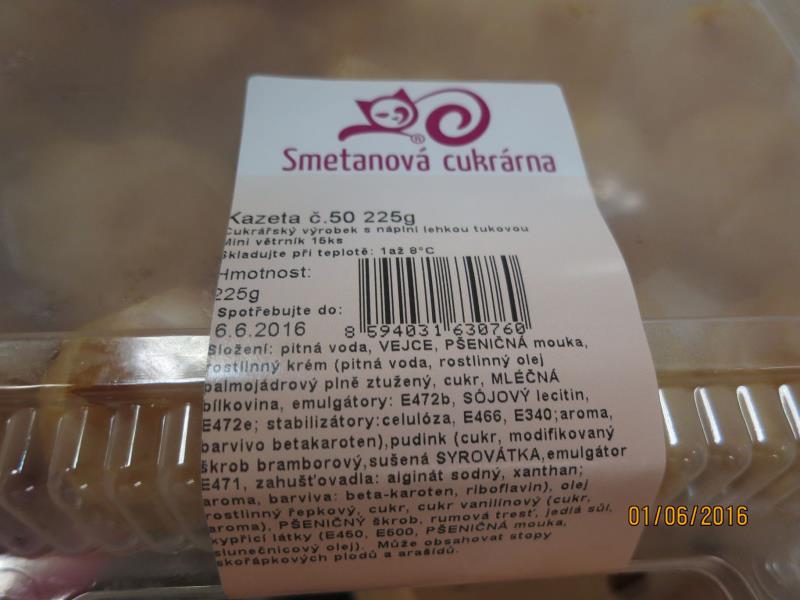 ®
Smetanová cukrárna
Kazeta č.50 225g
Cukrářský výrobek s náplní lehkou tukovou
Mini větrník 15ks
Skladujte při teplotě: 1až 8°C
Hmotnost:
225g
Spotřebujte do:
6.6.2016
8 594031 630760
Složení: pitná voda, VEJCE, PŠENIČNÁ mouka,
rostlinný krém (pitná voda, rostlinný olej
palmojádrový plně ztužený, cukr, MLÉČNÁ
bílkovina, emulgátory: E472b, SÓJOVÝ lecitin,
E472e; stabilizátory:celulóza, E466, E340;aroma,
barvivo betakaroten),pudink (cukr, modifikovaný
škrob bramborový,sušená SYROVÁTKA,emulgátor
E471, zahušťovadla: alginát sodný, xanthan;
aroma, barviva: beta-karoten, riboflavin), olej
rostlinný řepkový, cukr, cukr vanilínový (cukr,
aroma), PŠENIČNÝ škrob, rumová tresť, jedlá sůl,
kypřící látky (E450, E500, PŠENIČNÁ mouka,
slunečnicový olej). Může obsahovat stopy
skořápkových plodů a arašídů.
01/06/2016